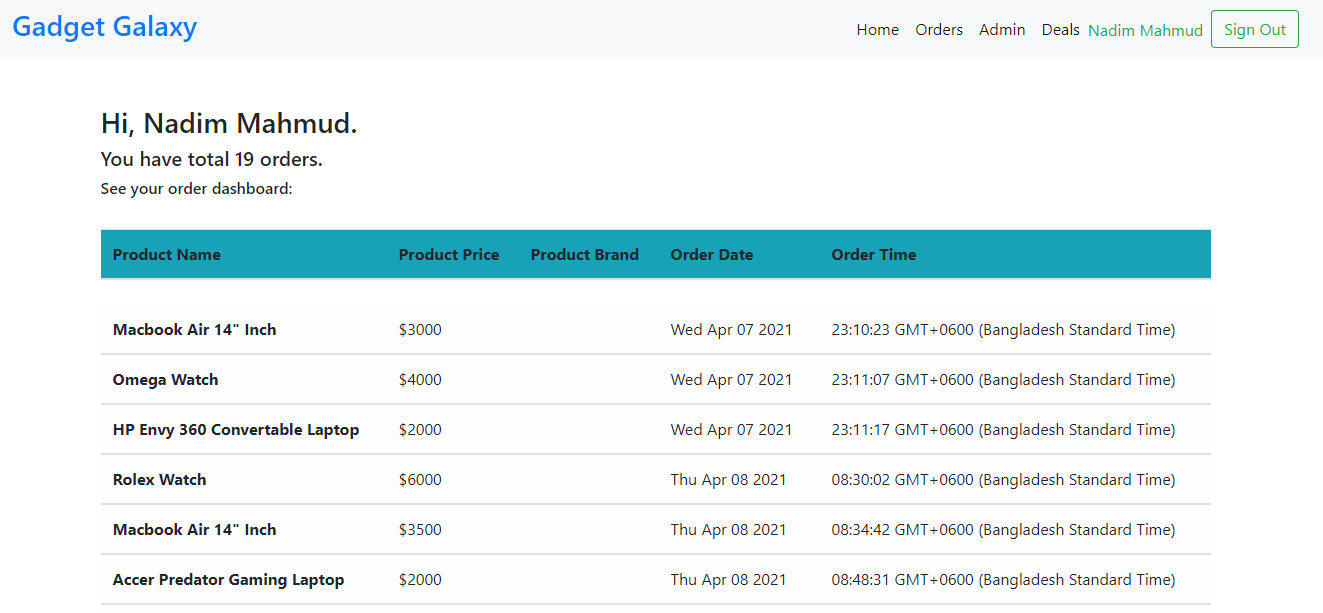 Gadget Galaxy Home Orders Admin Deals Nadim Mahmud Sign Out
Hi, Nadim Mahmud.
You have total 19 orders.
See your order dashboard:
Product Name Product Price Product Brand Order Date Order Time
Macbook Air 14" Inch $3000 Wed Apr 07 2021 23:10:23 GMT+0600 (Bangladesh Standard Time)
Omega Watch $4000 Wed Apr 07 2021 23:11:07 GMT+0600 (Bangladesh Standard Time)
HP Envy 360 Convertable Laptop $2000 Wed Apr 07 2021 23:11:17 GMT+0600 (Bangladesh Standard Time)
Rolex Watch $6000 Thu Apr 08 2021 08:30:02 GMT+0600 (Bangladesh Standard Time)
Macbook Air 14" Inch $3500 Thu Apr 08 2021 08:34:42 GMT+0600 (Bangladesh Standard Time)
Accer Predator Gaming Laptop $2000 Thu Apr 08 2021 08:48:31 GMT+0600 (Bangladesh Standard Time)